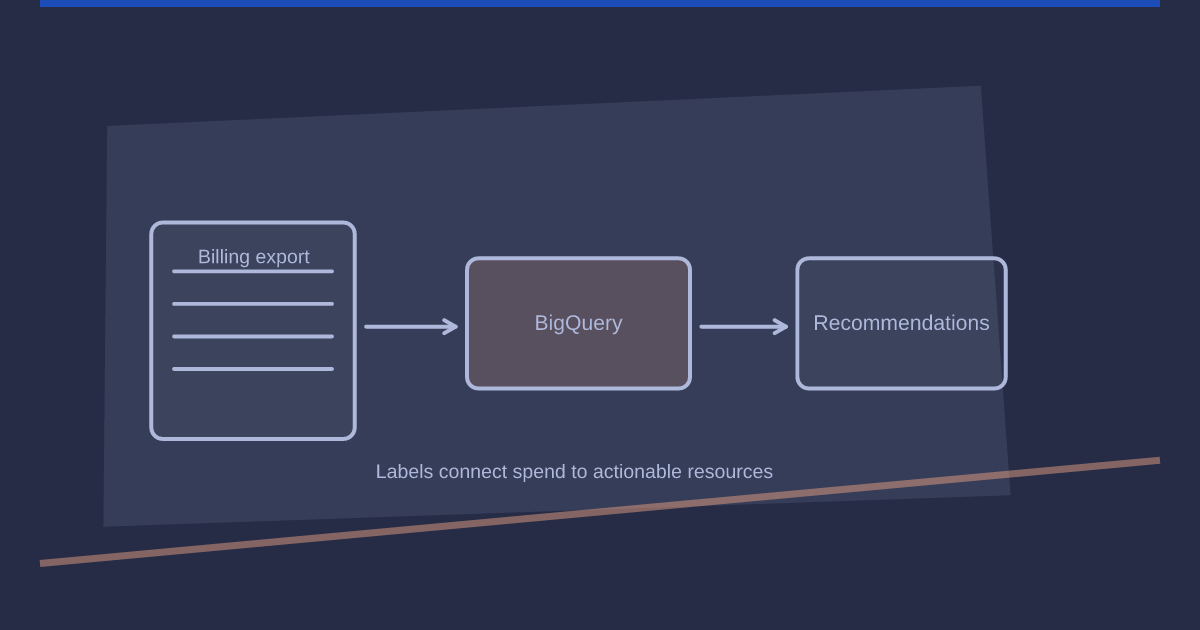 Billing export
BigQuery
Recommendations
Labels connect spend to actionable resources